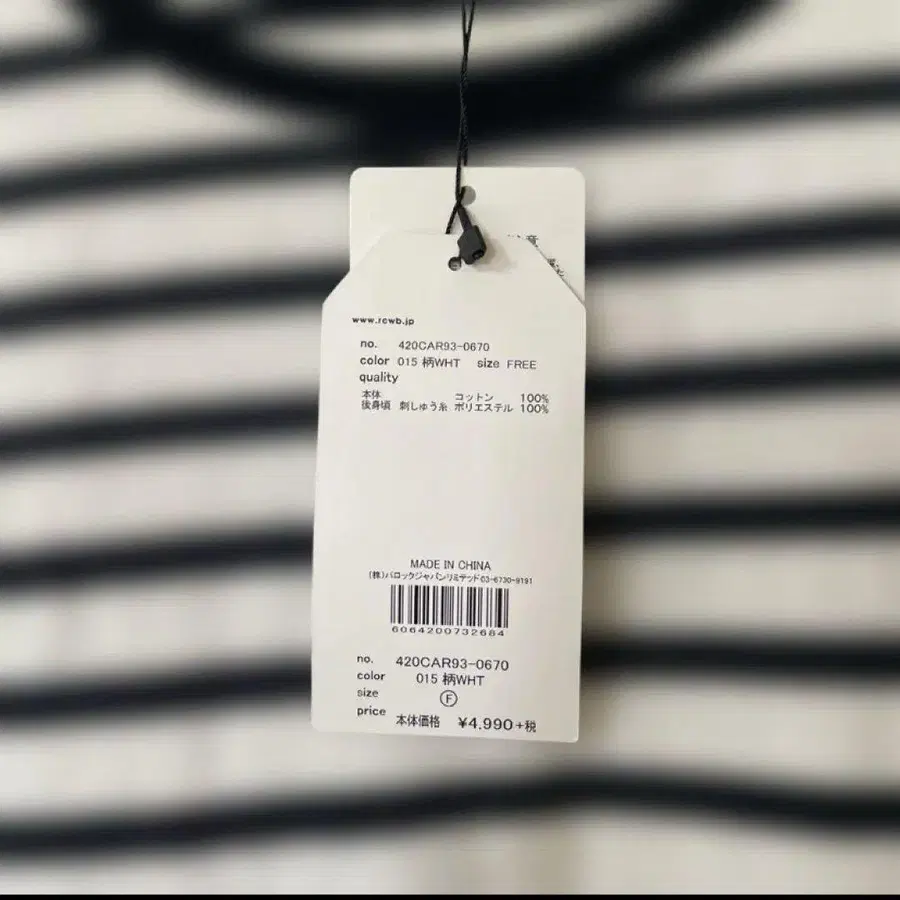 www.rcwb.jp
no. 420CAR93-0670
color 015 柄WHT size FREE
quality
本体 コットン 100%
後身頃 刺しゅう糸 ポリエステル 100%
MADE IN CHINA
(株)バロックジャパンリミテッド03-6730-9191
6064200732684
no. 420CAR93-0670
color 015 柄WHT
size Ⓕ
price 本体価格 ¥4,990+税